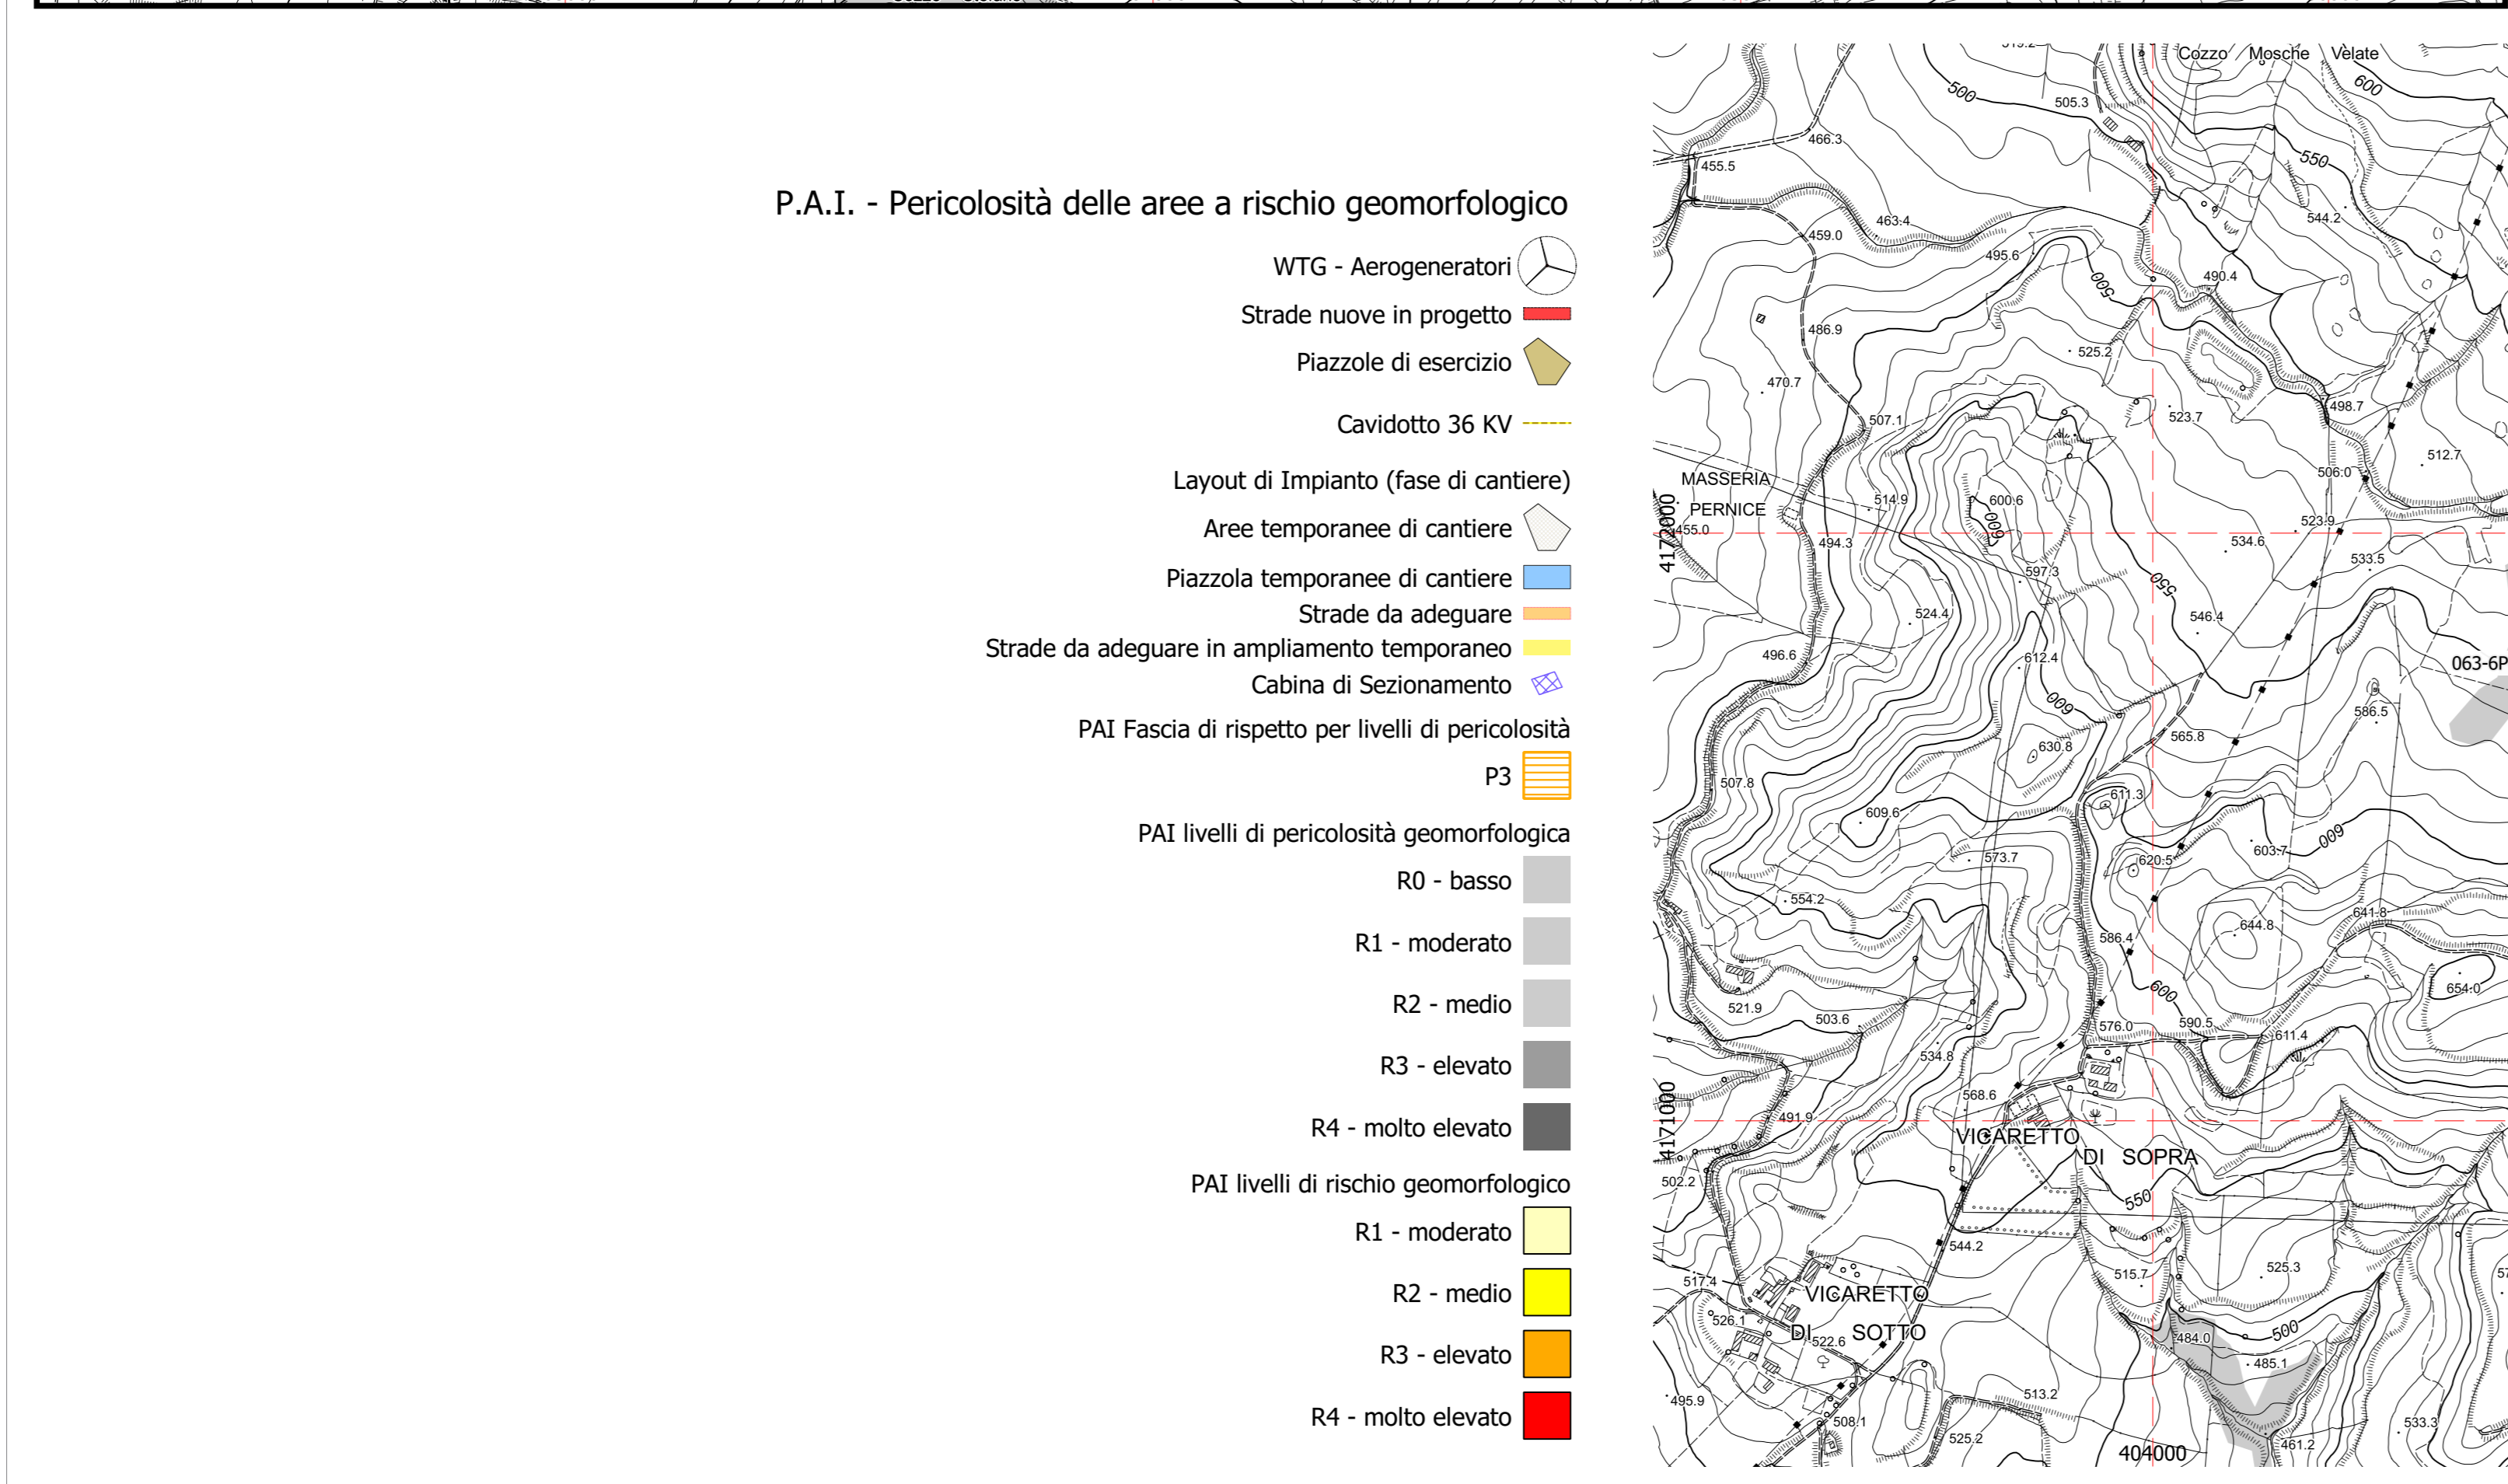 P.A.I. - Pericolosità delle aree a rischio geomorfologico
WTG - Aerogeneratori
Strade nuove in progetto
Piazzole di esercizio
Cavidotto 36 KV
Layout di Impianto (fase di cantiere)
Aree temporanee di cantiere
Piazzola temporanee di cantiere
Strade da adeguare
Strade da adeguare in ampliamento temporaneo
Cabina di Sezionamento
PAI Fascia di rispetto per livelli di pericolosità
P3
PAI livelli di pericolosità geomorfologica
R0 - basso
R1 - moderato
R2 - medio
R3 - elevato
R4 - molto elevato
PAI livelli di rischio geomorfologico
R1 - moderato
R2 - medio
R3 - elevato
R4 - molto elevato
Cozzo Mosche Velate
600
500
505.3
466.3
550
455.5
544.2
463.4
459.0
495.6
490.4
500
486.9
525.2
470.7
498.7
507.1
523.7
512.7
506.0
MASSERIA
PERNICE
514.9
600.6
600
523.9
4172000
455.0
494.3
534.6
533.5
597.3
550
524.4
546.4
496.6
612.4
063-6P
600
586.5
565.8
630.8
507.8
611.3
609.6
600
603.7
573.7
620.5
554.2
641.8
644.8
586.4
654.0
600
521.9
503.6
576.0
590.5
611.4
534.8
568.6
491.9
4171000
VICARETTO
DI SOPRA
502.2
550
544.2
517.4
515.7
525.3
VICARETTO
526.1
DI SOTTO
522.6
500
484.0
485.1
495.9
513.2
508.1
533.3
525.2
461.2
404000